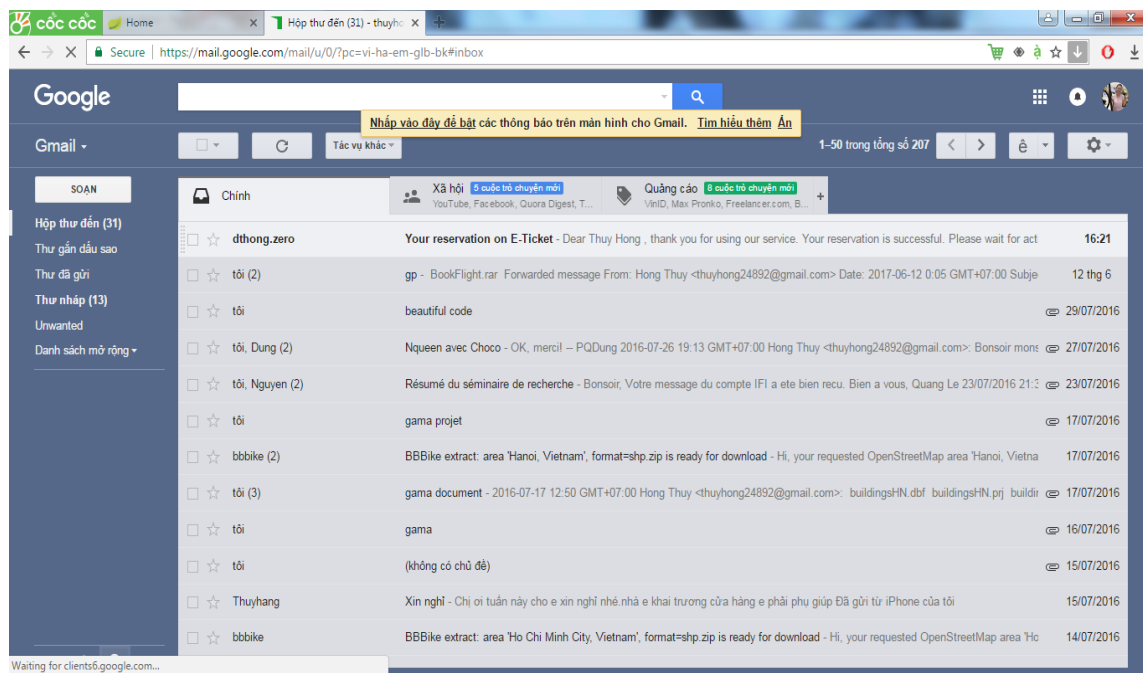 cốc cốc Home Hộp thư đến (31) - thuyho
Secure https://mail.google.com/mail/u/0/?pc=vi-ha-em-glb-bk#inbox
Google
Nhấp vào đây để bật các thông báo trên màn hình cho Gmail. Tìm hiểu thêm Ẩn
Gmail Tác vụ khác 1–50 trong tổng số 207 ê
SOẠN
Hộp thư đến (31)
Thư gắn dấu sao
Thư đã gửi
Thư nháp (13)
Unwanted
Danh sách mở rộng
Chính Xã hội 5 cuộc trò chuyện mới Quảng cáo 8 cuộc trò chuyện mới +
YouTube, Facebook, Quora Digest, T... VinID, Max Pronko, Freelancer.com, B...
dthong.zero Your reservation on E-Ticket - Dear Thuy Hong , thank you for using our service. Your reservation is successful. Please wait for act 16:21
tôi (2) gp - BookFlight.rar Forwarded message From: Hong Thuy <thuyhong24892@gmail.com> Date: 2017-06-12 0:05 GMT+07:00 Subje 12 thg 6
tôi beautiful code 29/07/2016
tôi, Dung (2) Nqueen avec Choco - OK, merci! -- PQDung 2016-07-26 19:13 GMT+07:00 Hong Thuy <thuyhong24892@gmail.com>: Bonsoir mons 27/07/2016
tôi, Nguyen (2) Résumé du séminaire de recherche - Bonsoir, Votre message du compte IFI a ete bien recu. Bien a vous, Quang Le 23/07/2016 21:3 23/07/2016
tôi gama projet 17/07/2016
bbbike (2) BBBike extract: area 'Hanoi, Vietnam', format=shp.zip is ready for download - Hi, your requested OpenStreetMap area 'Hanoi, Vietna 17/07/2016
tôi (3) gama document - 2016-07-17 12:50 GMT+07:00 Hong Thuy <thuyhong24892@gmail.com>: buildingsHN.dbf buildingsHN.prj buildir 17/07/2016
tôi gama 16/07/2016
tôi (không có chủ đề) 15/07/2016
Thuyhang Xin nghỉ - Chị ơi tuần này cho e xin nghỉ nhé.nhà e khai trương cửa hàng e phải phụ giúp Đã gửi từ iPhone của tôi 15/07/2016
bbbike BBBike extract: area 'Ho Chi Minh City, Vietnam', format=shp.zip is ready for download - Hi, your requested OpenStreetMap area 'Ho 14/07/2016
Waiting for clients6.google.com...